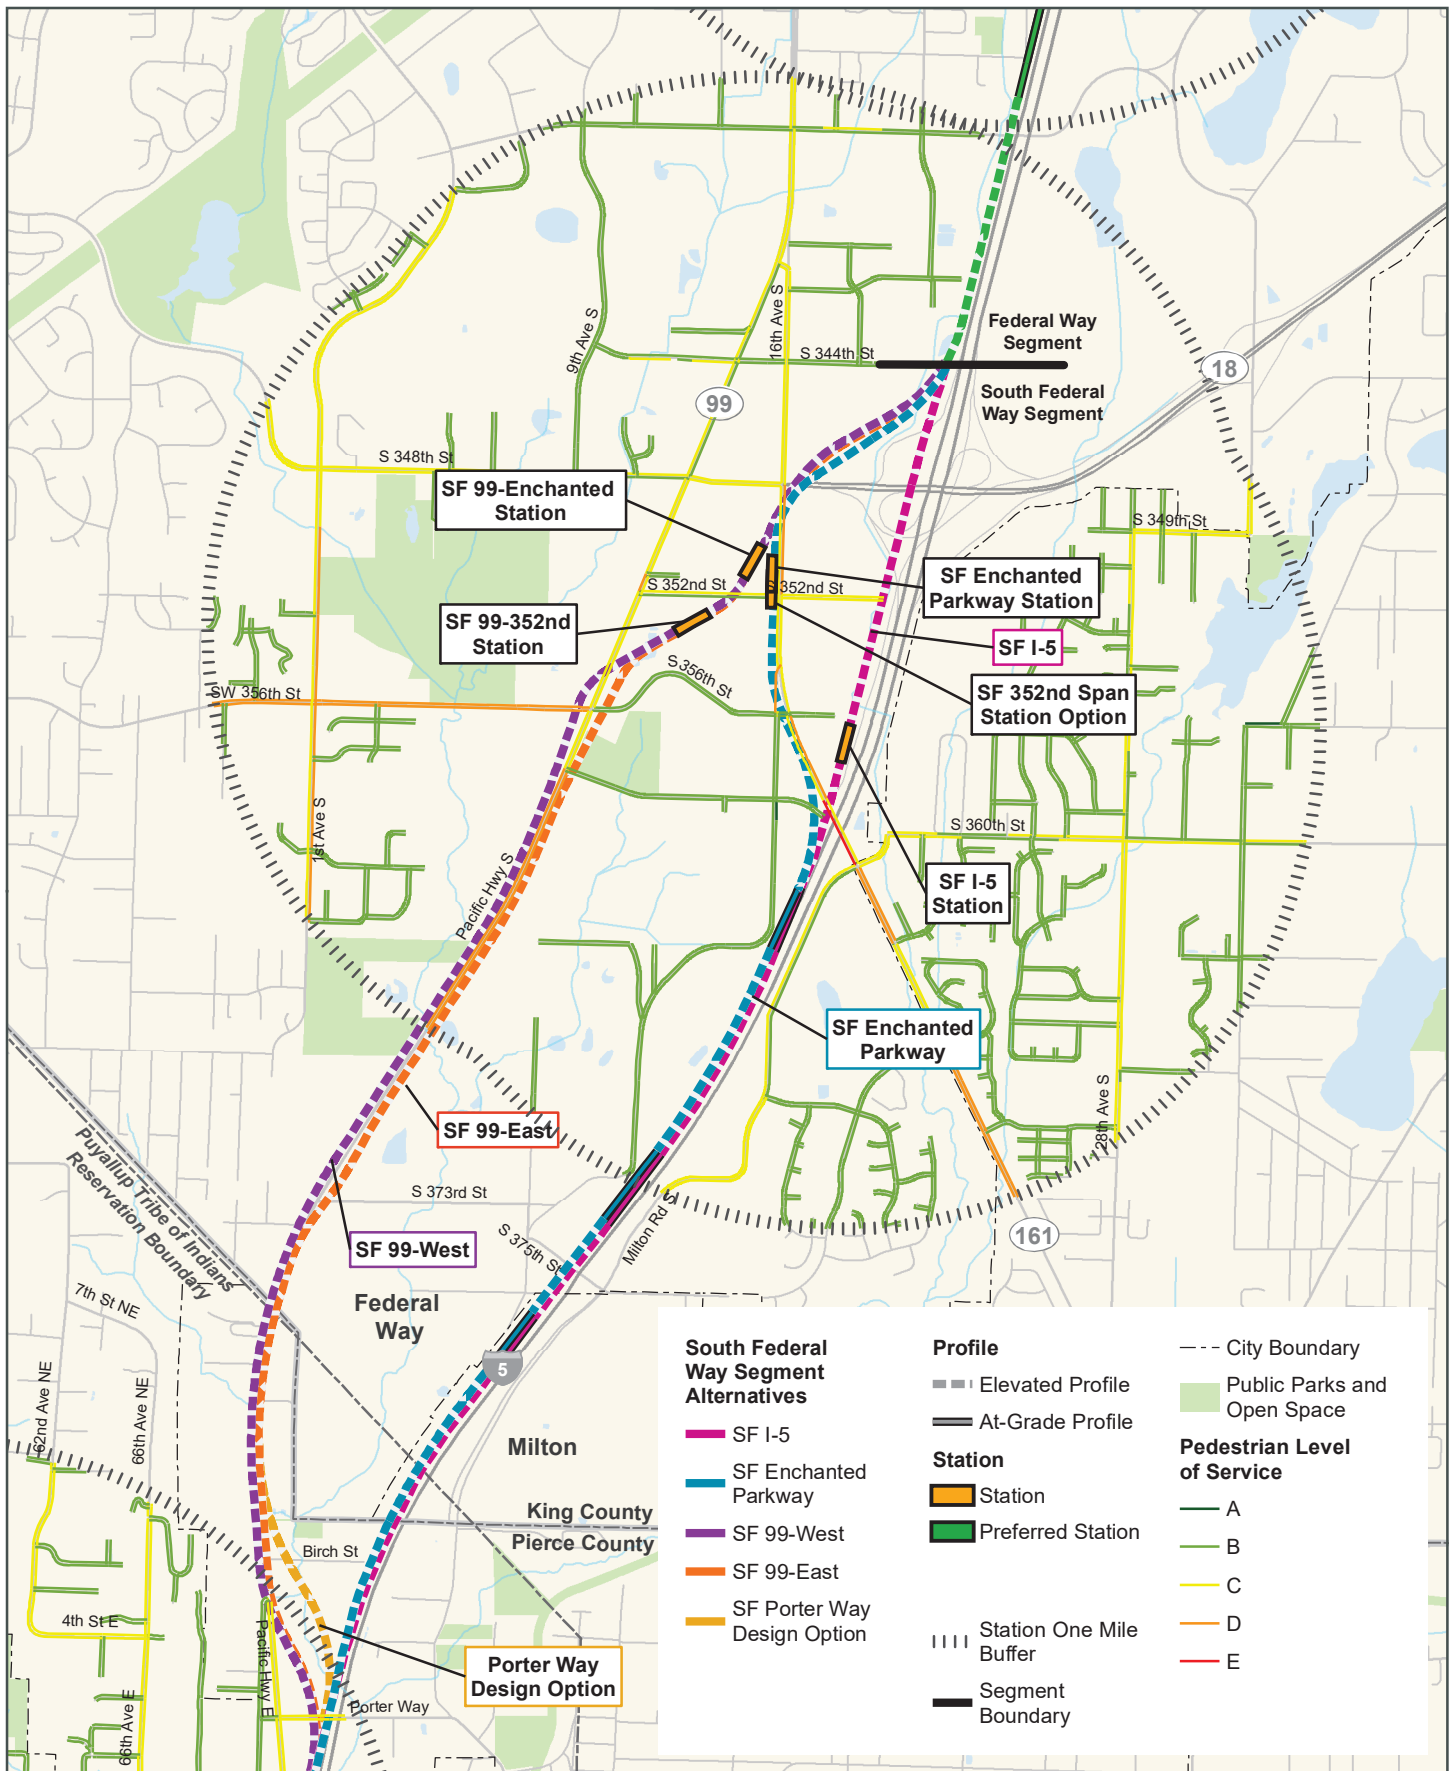 Federal Way
Segment
16th Ave S
9th Ave S
S 344th St
18
South Federal
Way Segment
99
S 348th St
SF 99-Enchanted
Station
S 349th St
SF Enchanted
Parkway Station
S 352nd St
S 352nd St
SF 99-352nd
Station
SF I-5
S 356th St
SW 356th St
SF 352nd Span
Station Option
1st Ave S
S 360th St
Pacific Hwy S
SF I-5
Station
SF Enchanted
Parkway
SF 99-East
28th Ave S
Puyallup Tribe of Indians
Reservation Boundary
S 373rd St
Milton Rd S
161
SF 99-West
S 375th St
7th St NE
Federal
Way
5
62nd Ave NE
66th Ave NE
Milton
King County
Pierce County
Birch St
4th St E
Pacific Hwy E
Porter Way
Design Option
66th Ave E
Porter Way
South Federal
Way Segment
Alternatives
SF I-5
SF Enchanted
Parkway
SF 99-West
SF 99-East
SF Porter Way
Design Option
Profile
Elevated Profile
At-Grade Profile
Station
Station
Preferred Station
Station One Mile
Buffer
Segment
Boundary
City Boundary
Public Parks and
Open Space
Pedestrian Level
of Service
A
B
C
D
E